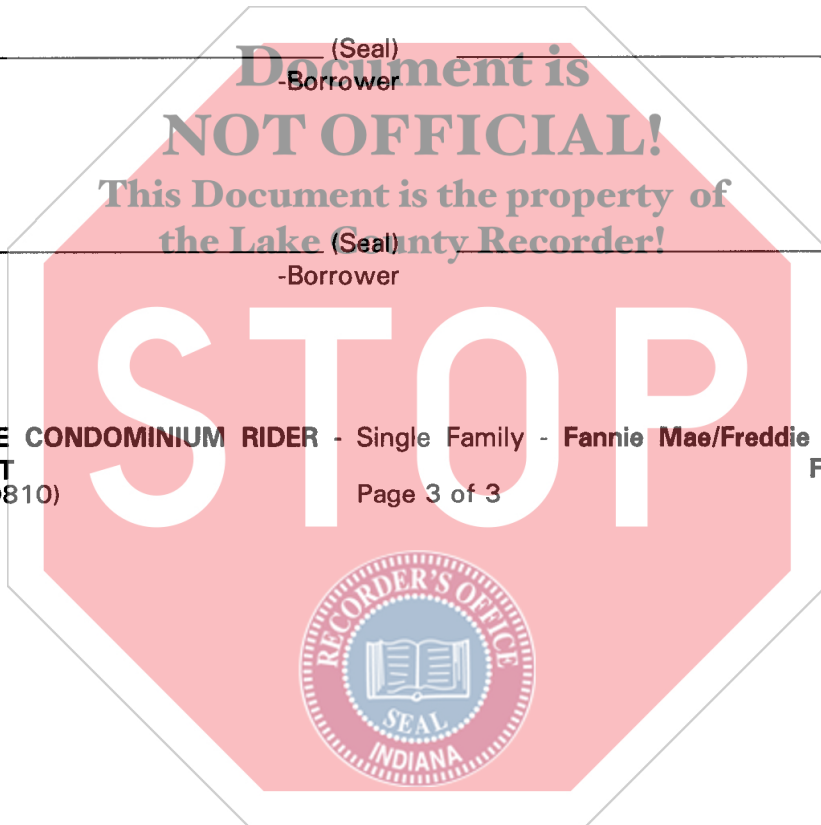 (Seal)
Document is
-Borrower
NOT OFFICIAL!
This Document is the property of
the Lake County Recorder!
(Seal)
-Borrower
STOP
E CONDOMINIUM RIDER - Single Family - Fannie Mae/Freddie
T
F
810)
Page 3 of 3
RECORDER'S OFFICE
SEAL
INDIANA